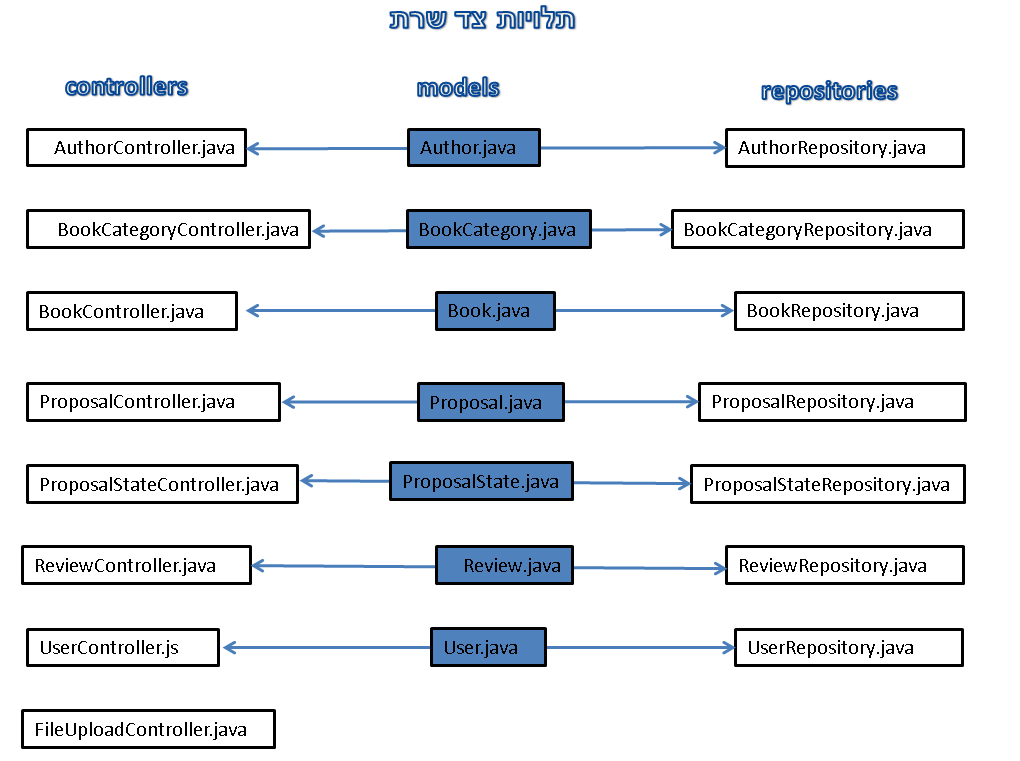 תלויות צד שרת
controllers models repositories
AuthorController.java Author.java AuthorRepository.java
BookCategoryController.java BookCategory.java BookCategoryRepository.java
BookController.java Book.java BookRepository.java
ProposalController.java Proposal.java ProposalRepository.java
ProposalStateController.java ProposalState.java ProposalStateRepository.java
ReviewController.java Review.java ReviewRepository.java
UserController.js User.java UserRepository.java
FileUploadController.java